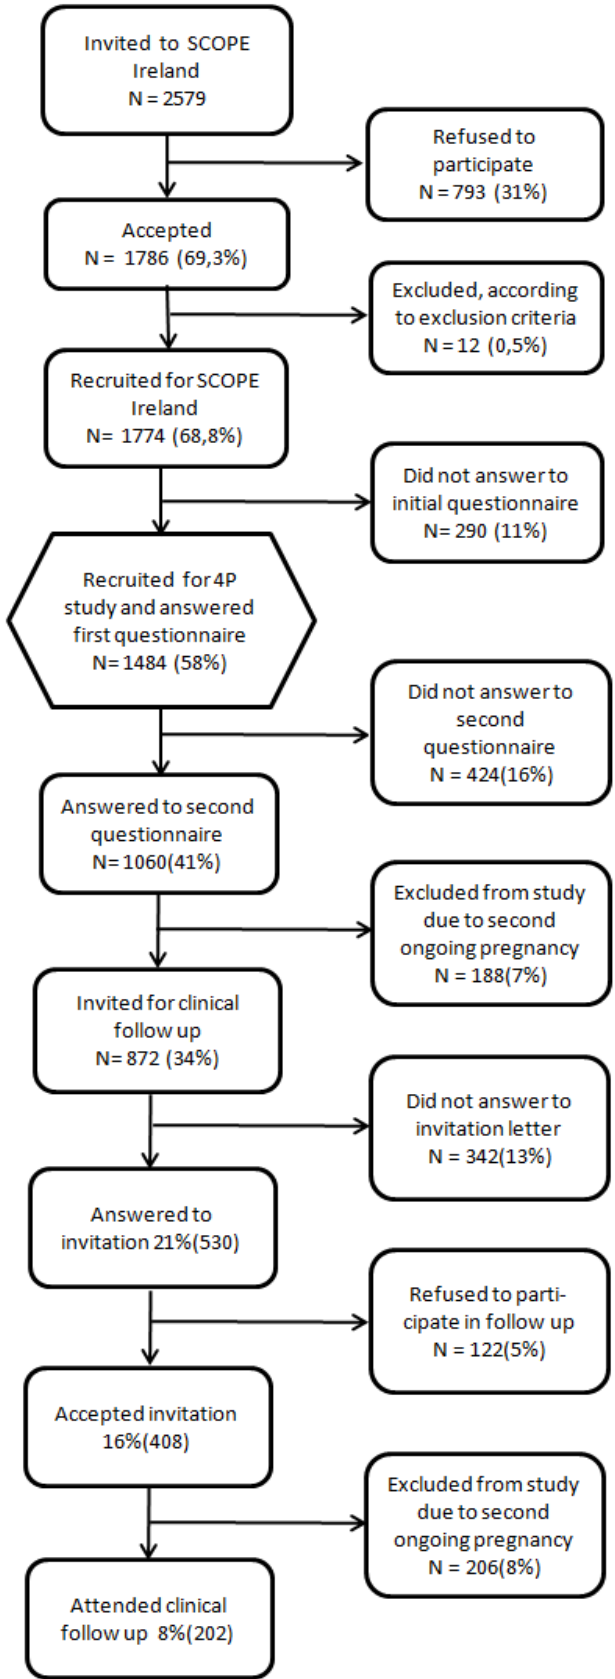 Invited to SCOPE
Ireland
N = 2579
Refused to
participate
N = 793 (31%)
Accepted
N = 1786 (69,3%)
Excluded, according
to exclusion criteria
N = 12 (0,5%)
Recruited for SCOPE
Ireland
N= 1774 (68,8%)
Did not answer to
initial questionnaire
N= 290 (11%)
Recruited for 4P
study and answered
first questionnaire
N= 1484 (58%)
Did not answer to
second
questionnaire
N = 424(16%)
Answered to second
questionnaire
N= 1060(41%)
Excluded from study
due to second
ongoing pregnancy
N = 188(7%)
Invited for clinical
follow up
N= 872 (34%)
Did not answer to
invitation letter
N = 342(13%)
Answered to
invitation 21%(530)
Refused to parti-
cipate in follow up
N = 122(5%)
Accepted invitation
16%(408)
Excluded from study
due to second
ongoing pregnancy
N = 206(8%)
Attended clinical
follow up 8%(202)